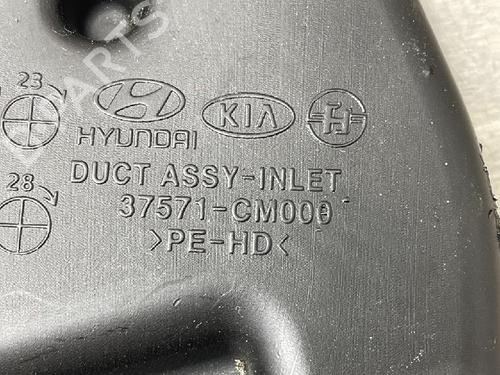 23
HYUNDAI KIA
DUCT ASSY-INLET
28
37571-CM000
>PE-HD<